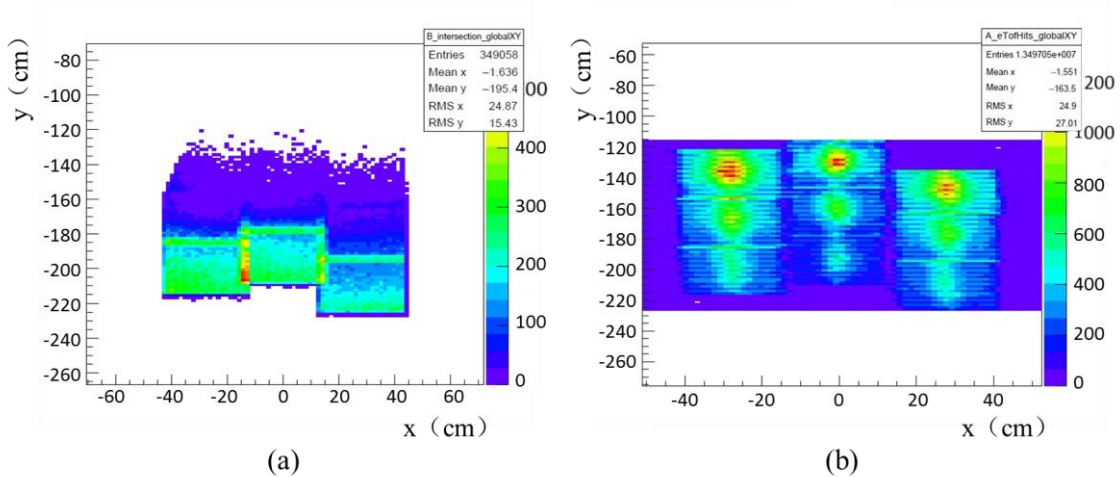 B_intersection_globalXY
Entries 349058
Mean x −1.636
Mean y −195.4
RMS x 24.87
RMS y 15.43
00
400
300
200
100
0
y（cm）
-80
-100
-120
-140
-160
-180
-200
-220
-240
-260
-60 -40 -20 0 20 40 60
x（cm）
(a)
A_eTofHits_globalXY
Entries 1.349705e+007
Mean x −1.551
Mean y −163.5
RMS x 24.9
RMS y 27.01
200
1000
800
600
400
200
0
y（cm）
-60
-80
-100
-120
-140
-160
-180
-200
-220
-240
-260
-40 -20 0 20 40
x（cm）
(b)